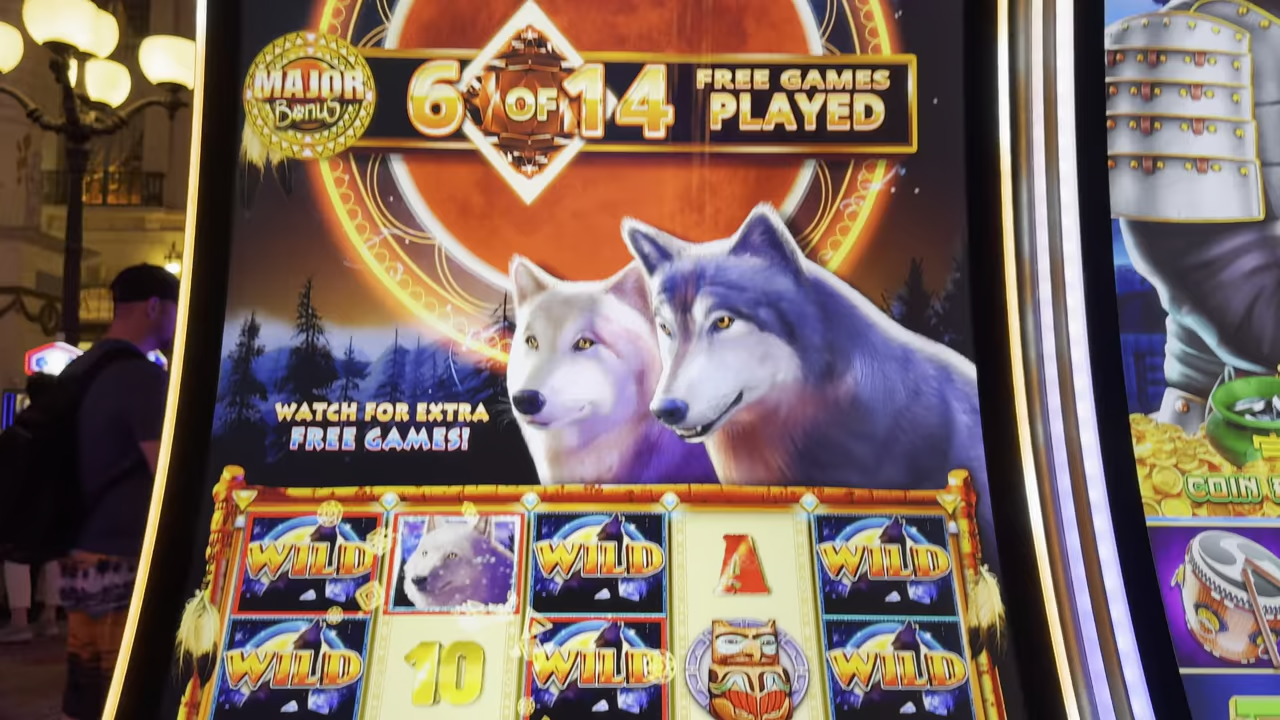 MAJOR
Bonus
6 OF 14
FREE GAMES
PLAYED
WATCH FOR EXTRA
FREE GAMES!
WILD
WILD
A
WILD
WILD
10
WILD
WILD
COIN